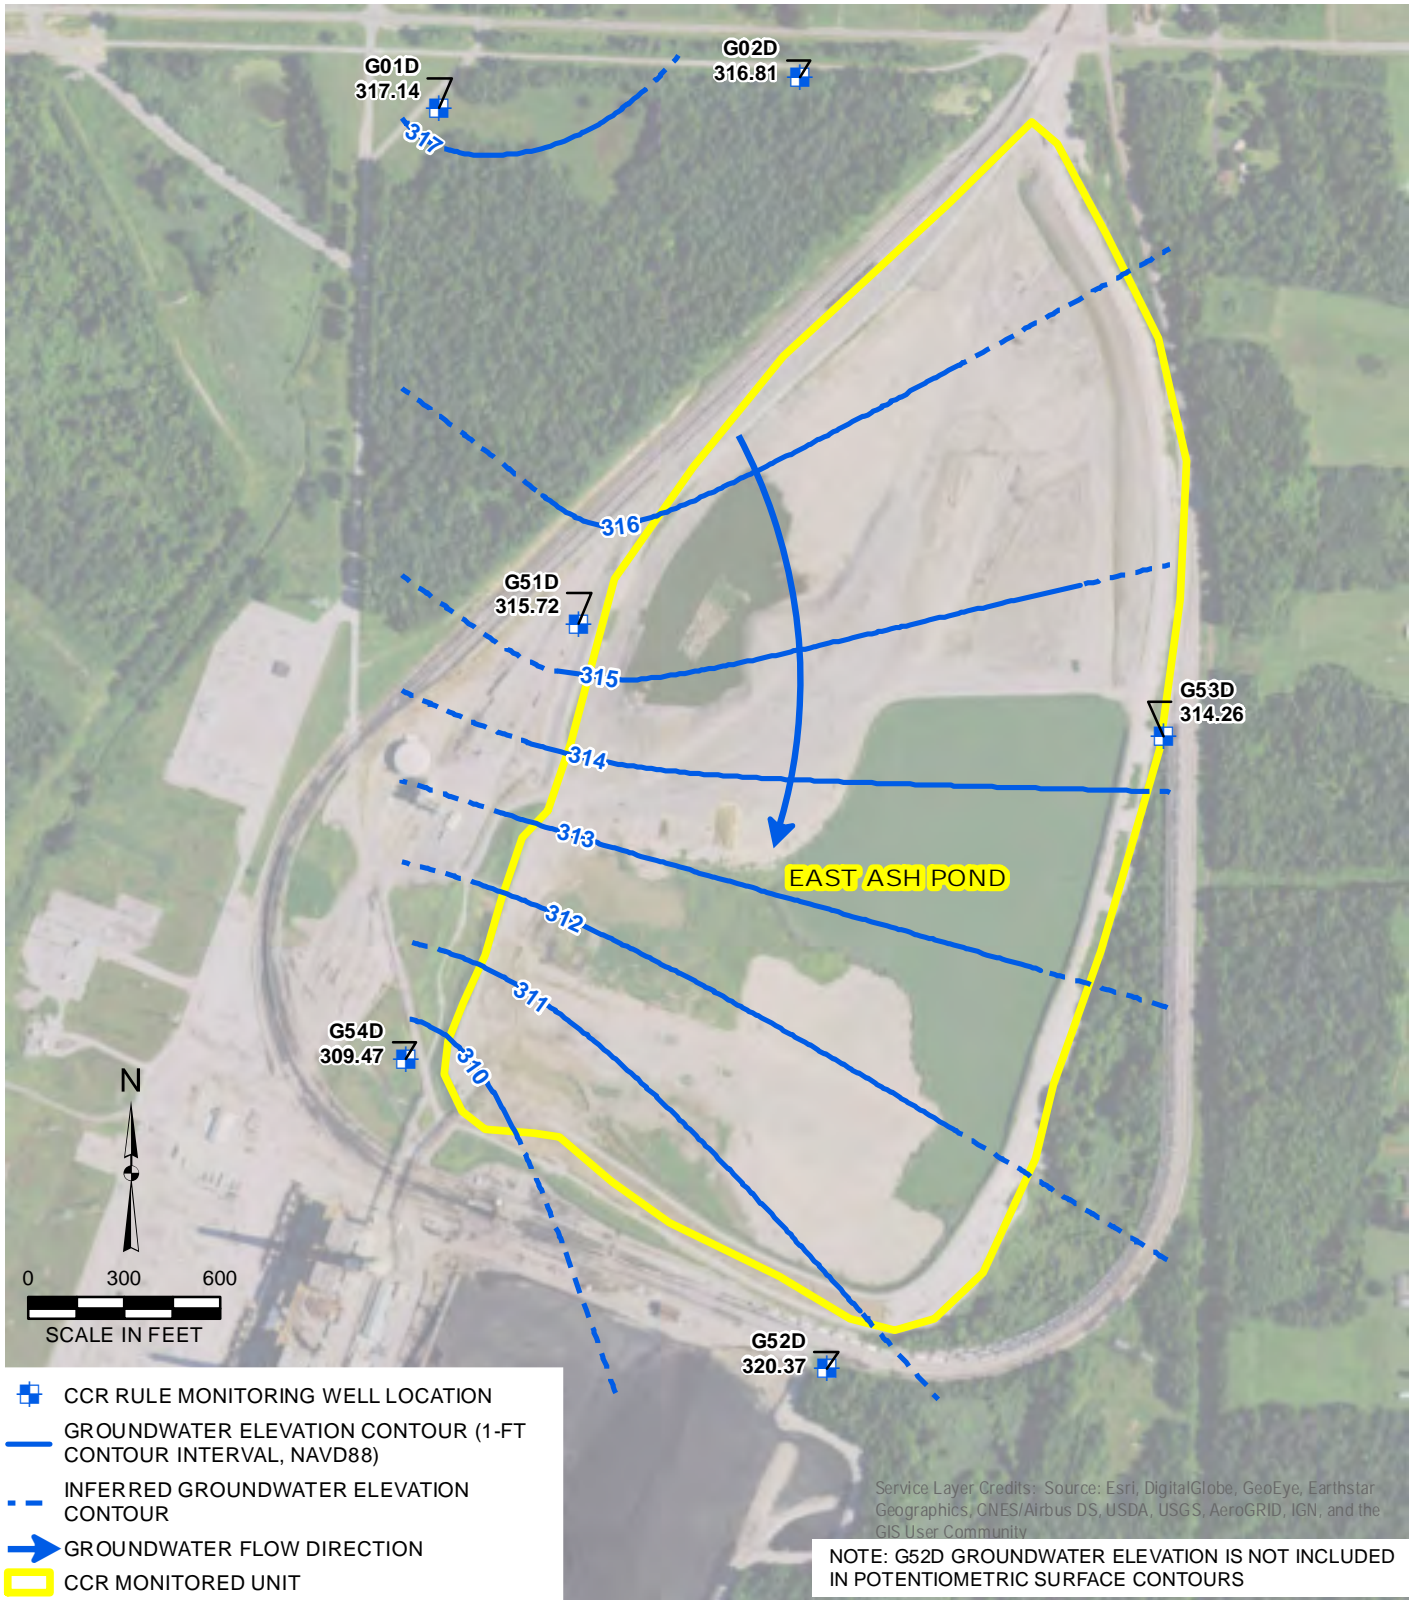 G01D
317.14
G02D
316.81
317
316
G51D
315.72
315
G53D
314.26
314
313
EAST ASH POND
312
311
G54D
309.47
310
N
0 300 600
SCALE IN FEET
G52D
320.37
CCR RULE MONITORING WELL LOCATION
GROUNDWATER ELEVATION CONTOUR (1-FT
CONTOUR INTERVAL, NAVD88)
INFERRED GROUNDWATER ELEVATION
CONTOUR
GROUNDWATER FLOW DIRECTION
CCR MONITORED UNIT
Service Layer Credits: Source: Esri, DigitalGlobe, GeoEye, Earthstar
Geographics, CNES/Airbus DS, USDA, USGS, AeroGRID, IGN, and the
GIS User Community
NOTE: G52D GROUNDWATER ELEVATION IS NOT INCLUDED
IN POTENTIOMETRIC SURFACE CONTOURS